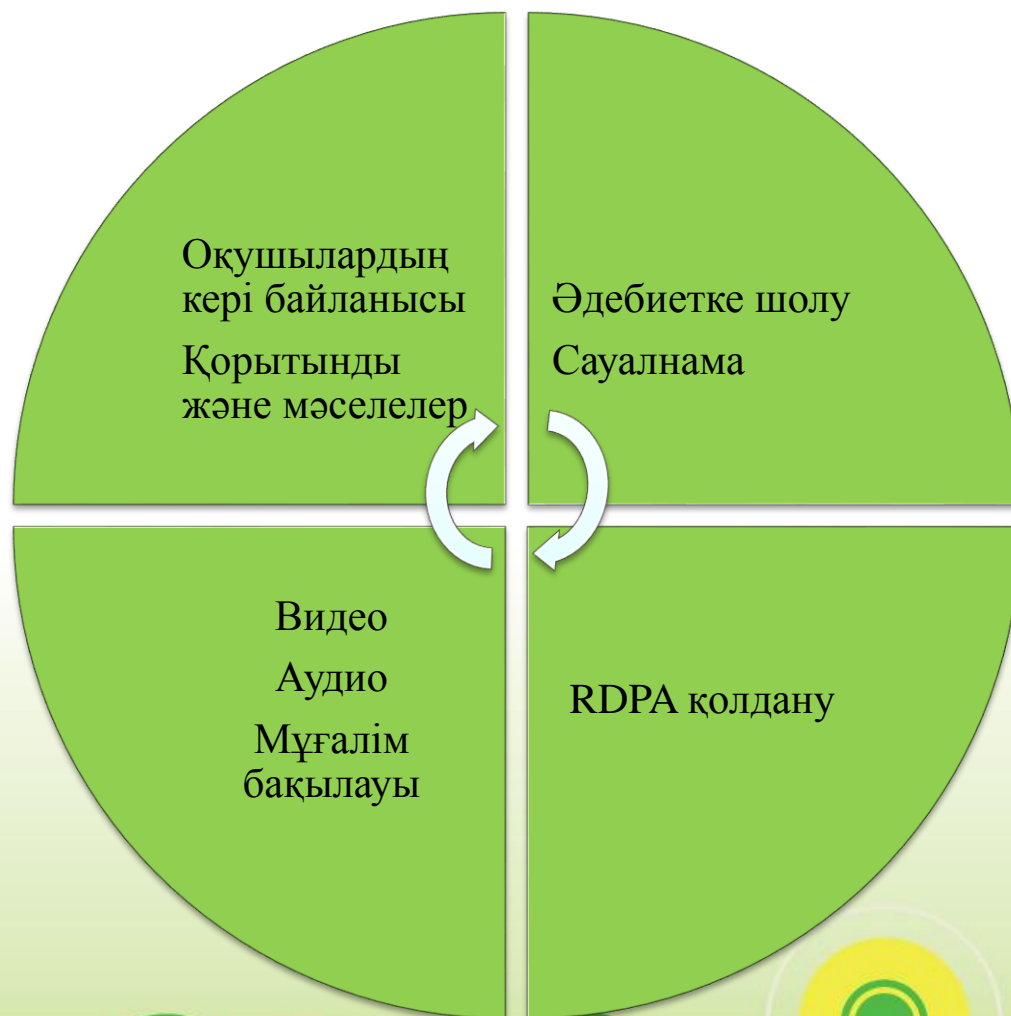 Оқушылардың
кері байланысы
Қорытынды
және мәселелер
Әдебиетке шолу
Сауалнама
Видео
Аудио
Мұғалім
бақылауы
RDPA қолдану